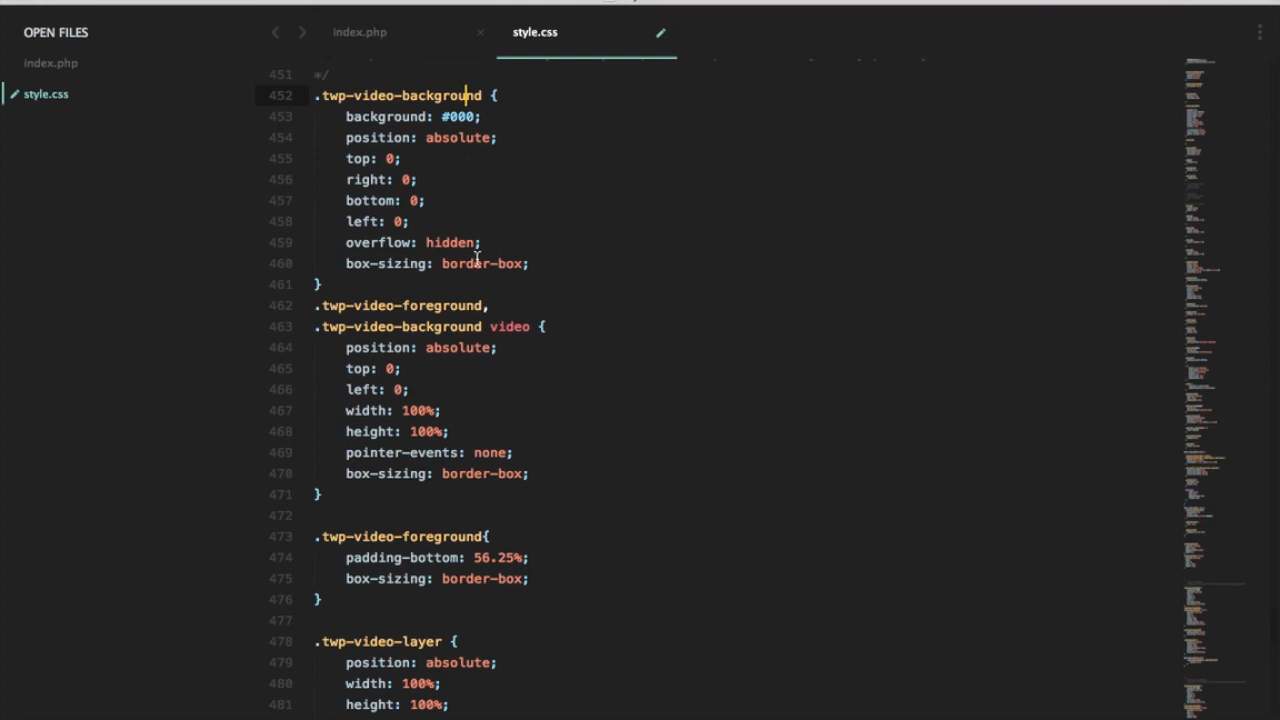 OPEN FILES
index.php
style.css
index.php
style.css
451 */
452 .twp-video-background {
453 background: #000;
454 position: absolute;
455 top: 0;
456 right: 0;
457 bottom: 0;
458 left: 0;
459 overflow: hidden;
460 box-sizing: border-box;
461 }
462 .twp-video-foreground,
463 .twp-video-background video {
464 position: absolute;
465 top: 0;
466 left: 0;
467 width: 100%;
468 height: 100%;
469 pointer-events: none;
470 box-sizing: border-box;
471 }
472
473 .twp-video-foreground{
474 padding-bottom: 56.25%;
475 box-sizing: border-box;
476 }
477
478 .twp-video-layer {
479 position: absolute;
480 width: 100%;
481 height: 100%;